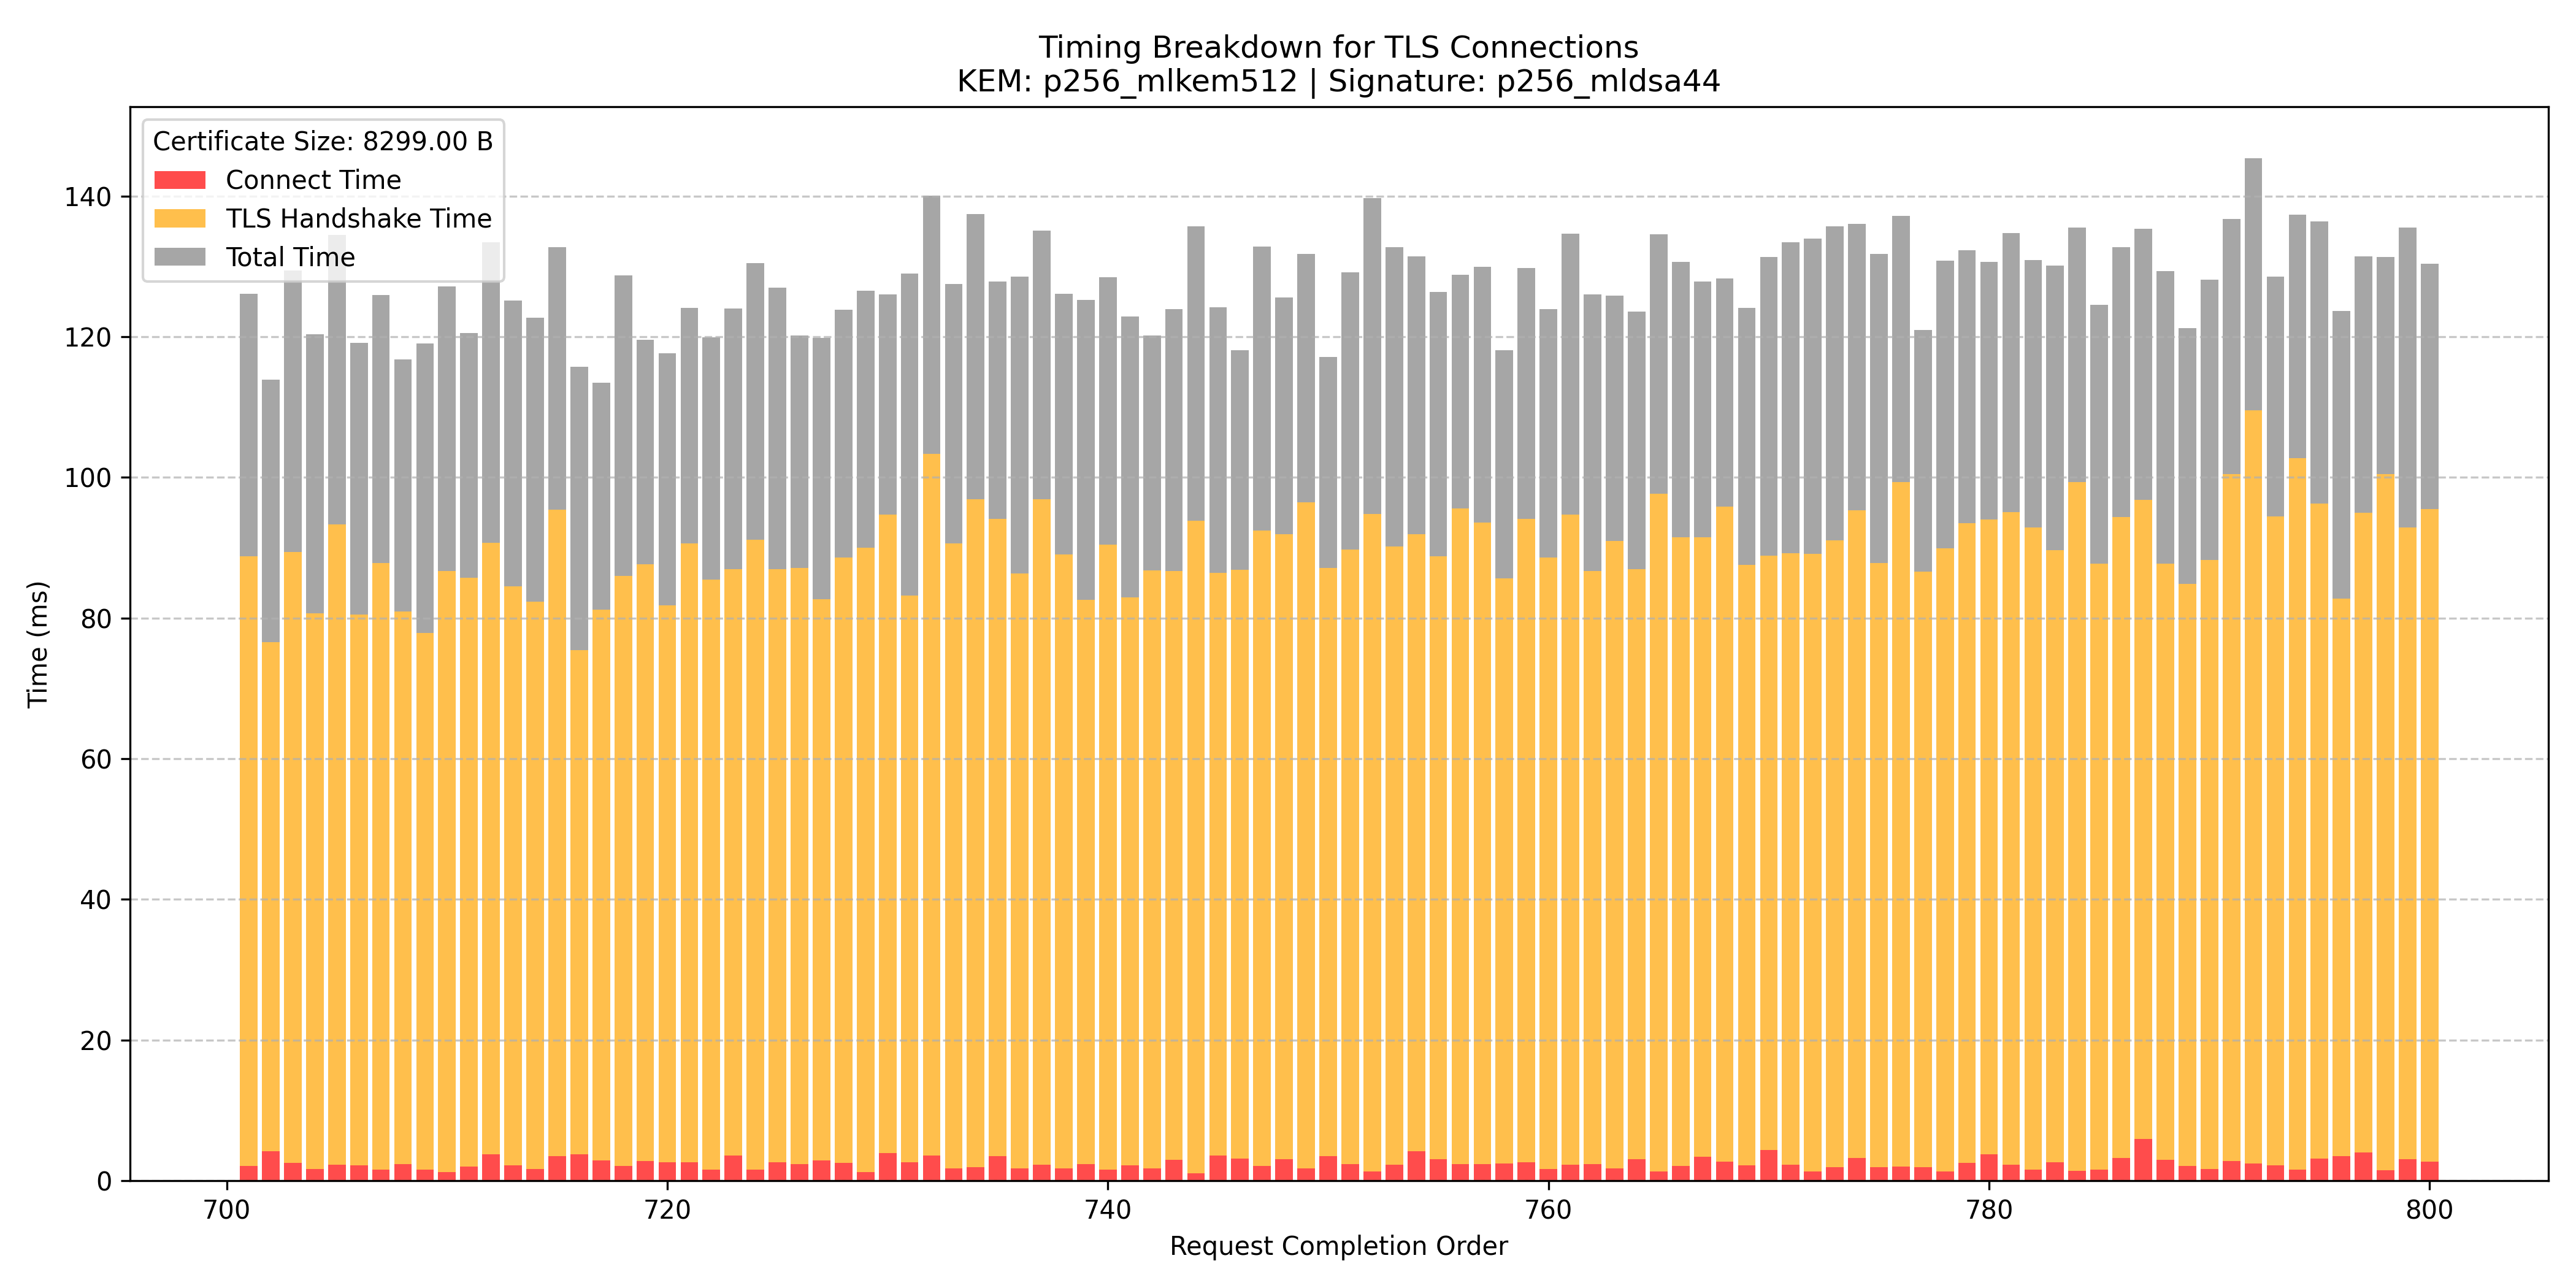 Timing Breakdown for TLS Connections
KEM: p256_mlkem512 | Signature: p256_mldsa44
Certificate Size: 8299.00 B
Connect Time
TLS Handshake Time
Total Time
Time (ms)
140
120
100
80
60
40
20
0
700 720 740 760 780 800
Request Completion Order